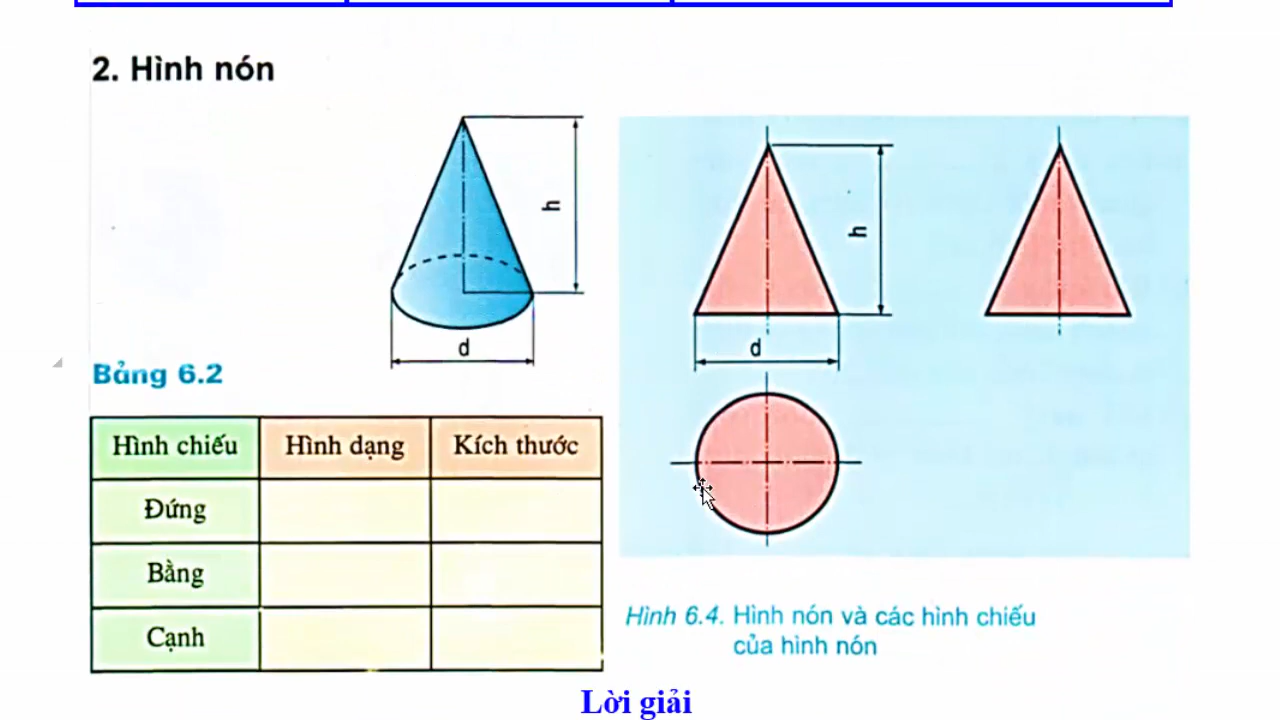 2. Hình nón
h
d
h
d
Bảng 6.2
Hình chiếu Hình dạng Kích thước
Đứng
Bằng
Cạnh
Hình 6.4. Hình nón và các hình chiếu
của hình nón
Lời giải